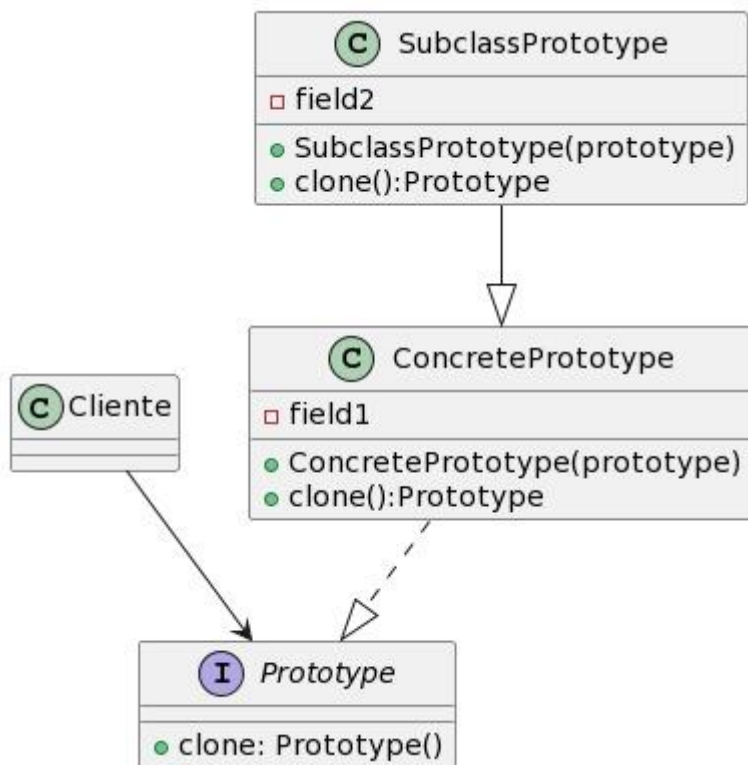 C SubclassPrototype
field2
SubclassPrototype(prototype)
clone():Prototype
C ConcretePrototype
field1
ConcretePrototype(prototype)
clone():Prototype
C Cliente
I Prototype
clone: Prototype()